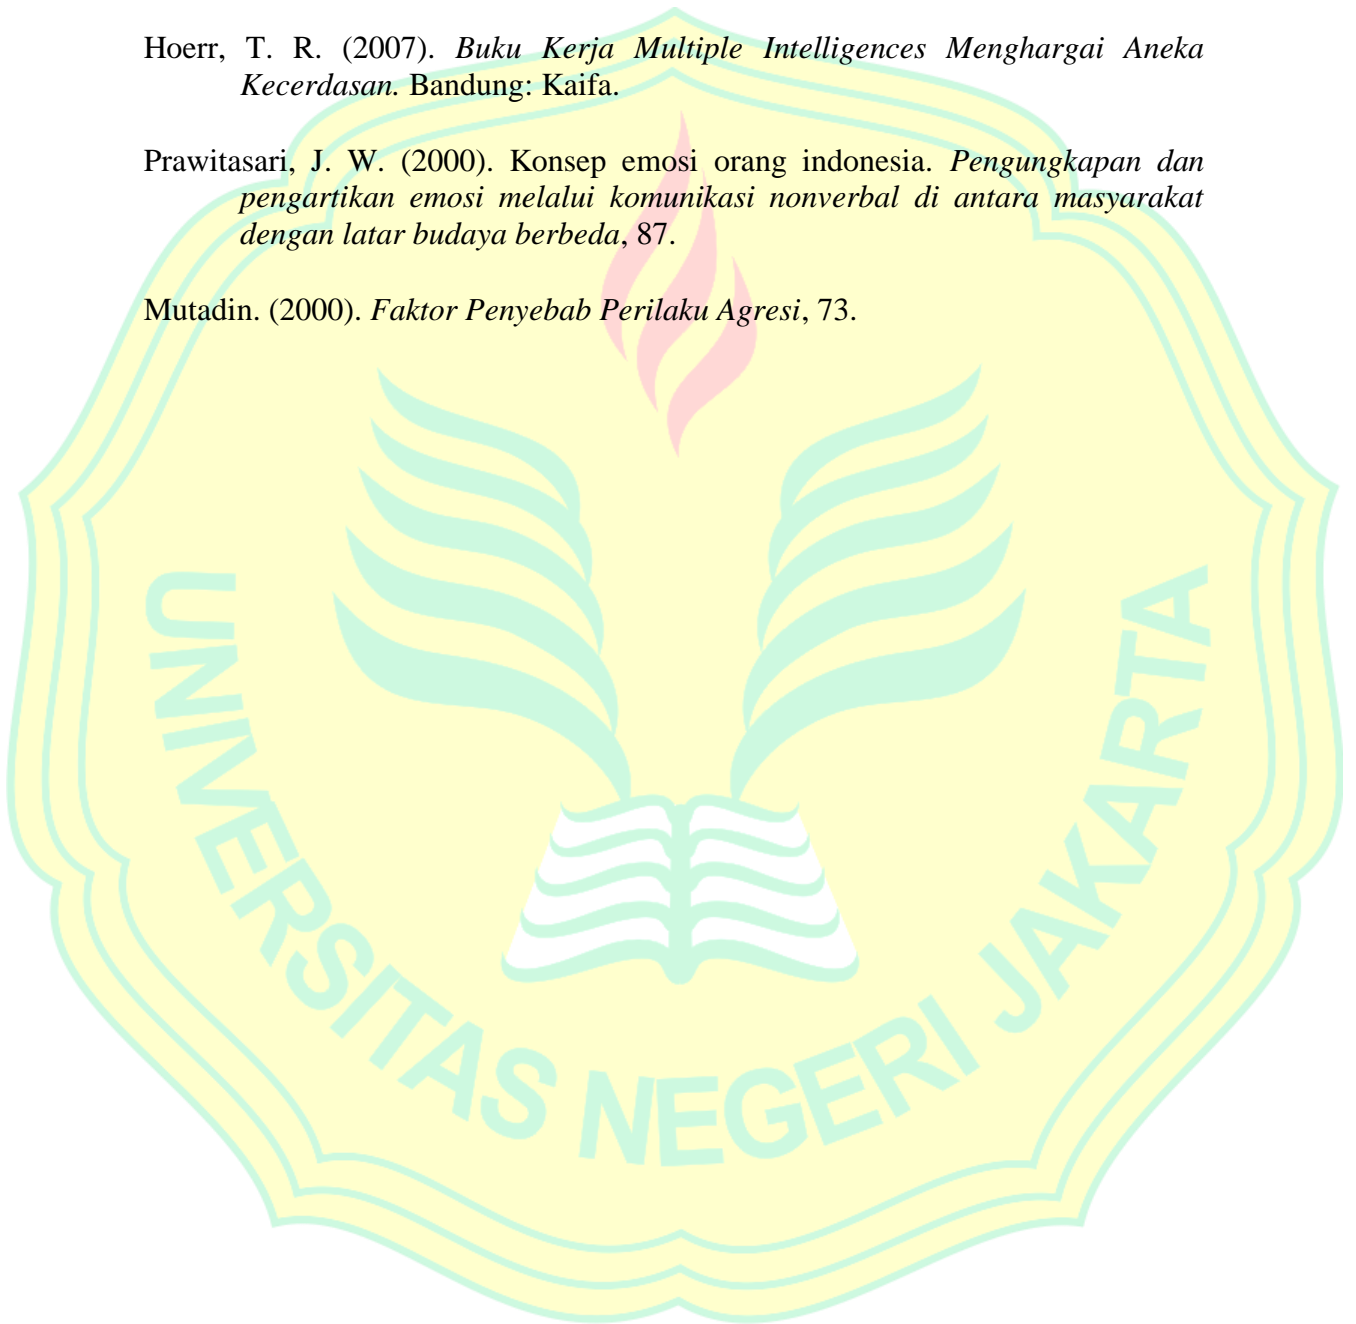 Hoerr, T. R. (2007). Buku Kerja Multiple Intelligences Menghargai Aneka
Kecerdasan. Bandung: Kaifa.
Prawitasari, J. W. (2000). Konsep emosi orang indonesia. Pengungkapan dan
pengartikan emosi melalui komunikasi nonverbal di antara masyarakat
dengan latar budaya berbeda, 87.
Mutadin. (2000). Faktor Penyebab Perilaku Agresi, 73.
UNIVERSITAS NEGERI JAKARTA